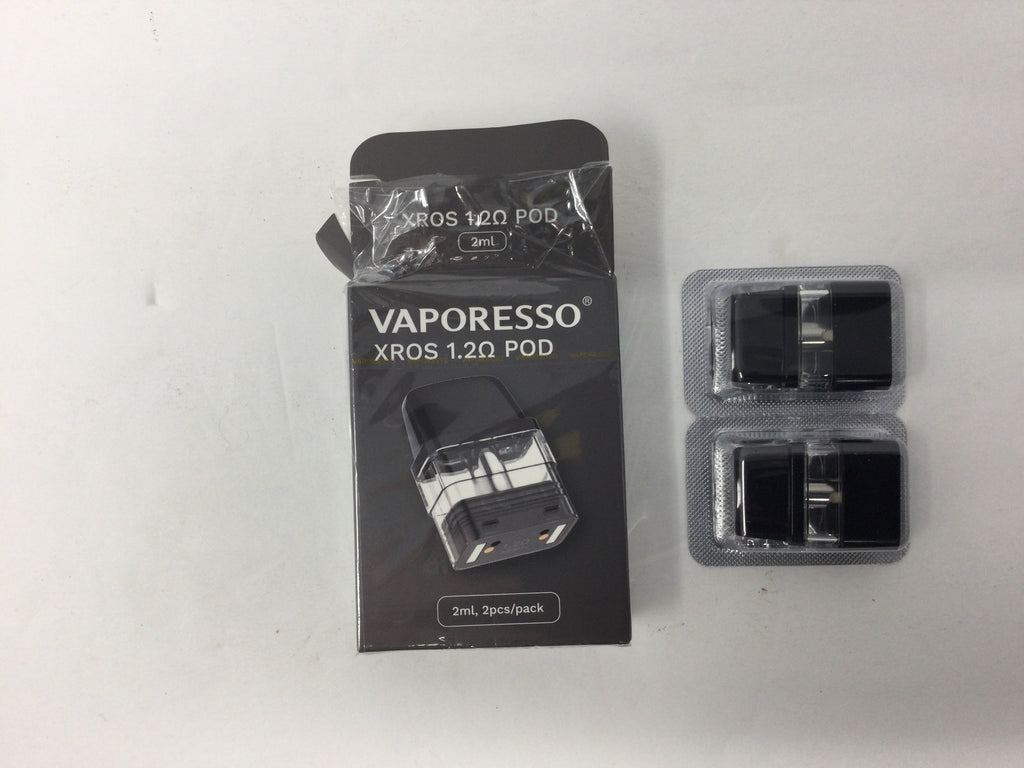 XROS 1.2Ω POD
2ml
VAPORESSO®
XROS 1.2Ω POD
2ml, 2pcs/pack